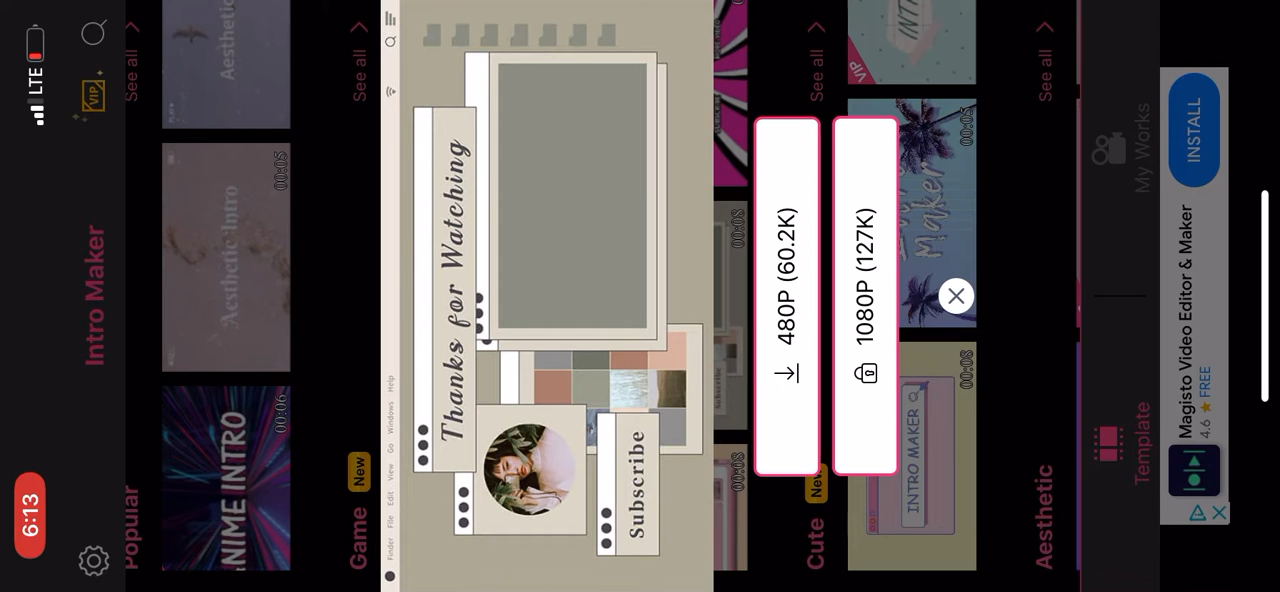 6:13
LTE
Intro Maker
VIP
Popular
See all
ANIME INTRO
00:06
Aesthetic Intro
00:05
Aesthetic
Game
New
See all
Finder File Edit View Go Windows Help
Thanks for Watching
Subscribe
00:08
Subscribe
00:08
480P (60.2K)
1080P (127K)
Cute
New
See all
INTRO MAKER
00:08
Maker
00:05
VIP
INTR
Aesthetic
See all
Template
My Works
Magisto Video Editor & Maker
4.6 ★ FREE
INSTALL